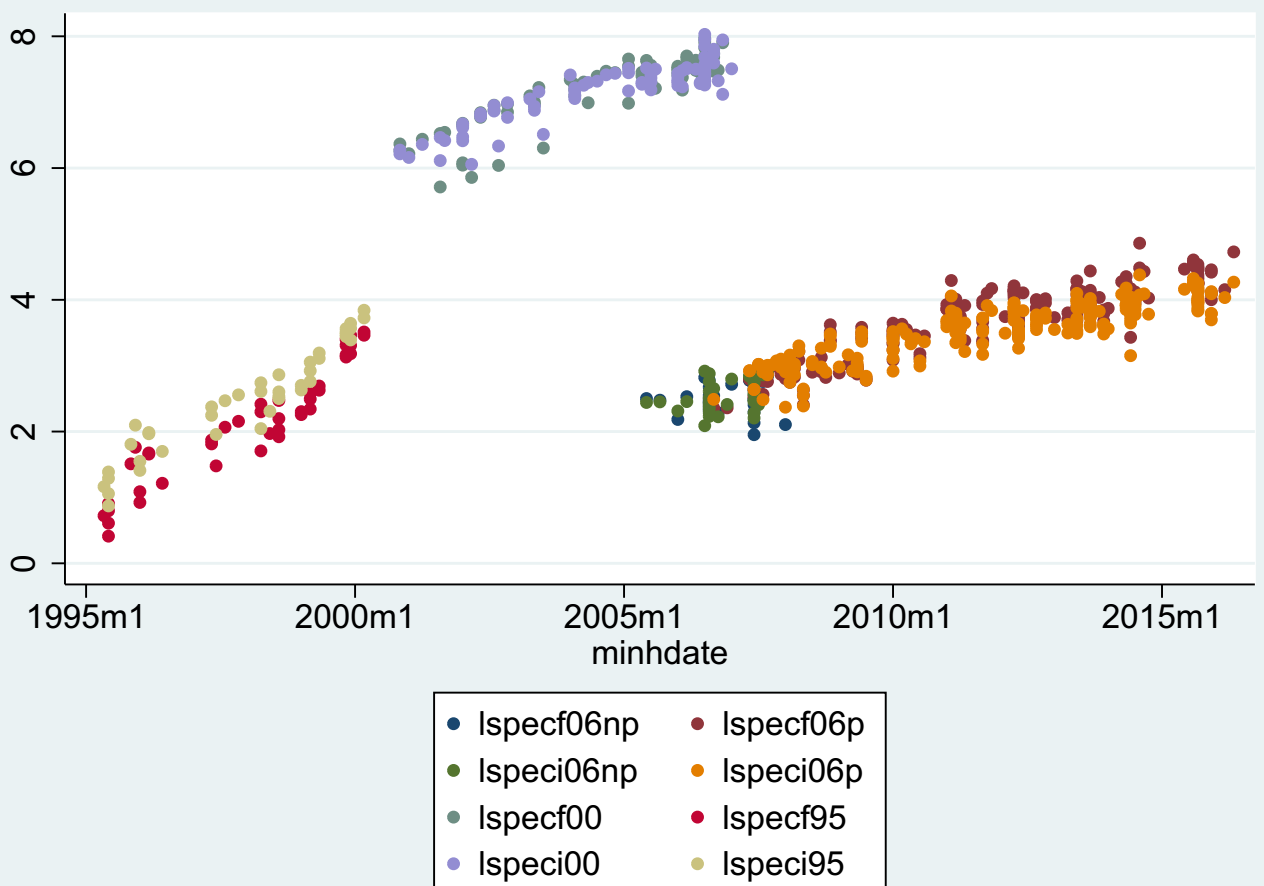 8
6
4
2
0
1995m1 2000m1 2005m1 2010m1 2015m1
minhdate
lspecf06np lspecf06p
lspeci06np lspeci06p
lspecf00 lspecf95
lspeci00 lspeci95